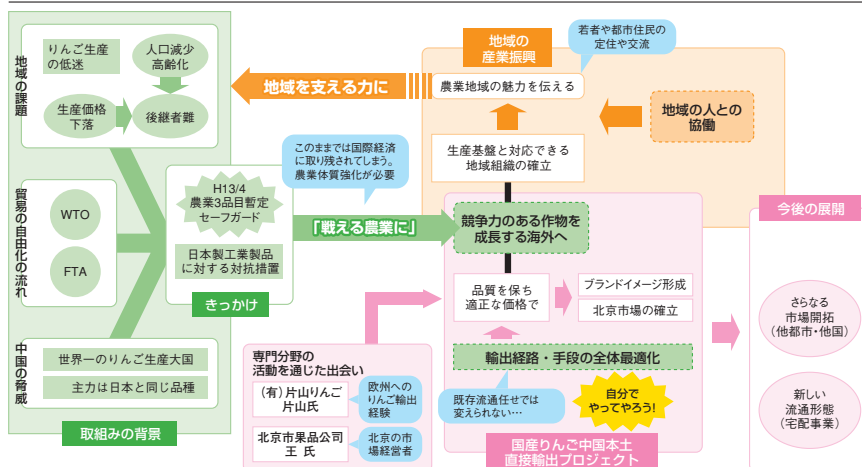 地域の課題
りんご生産
の低迷
人口減少
高齢化
生産価格
下落
後継者難
貿易の自由化の流れ
WTO
FTA
H13/4
農業3品目暫定
セーフガード
日本製工業製品
に対する対抗措置
きっかけ
中国の脅威
世界一のりんご生産大国
主力は日本と同じ品種
取組みの背景
地域を支える力に
このままでは国際経済
に取り残されてしまう。
農業体質強化が必要
「戦える農業に」
地域の
産業振興
若者や都市住民の
定住や交流
農業地域の魅力を伝える
地域の人との
協働
生産基盤と対応できる
地域組織の確立
競争力のある作物を
成長する海外へ
品質を保ち
適正な価格で
ブランドイメージ形成
北京市場の確立
輸出経路・手段の全体最適化
既存流通任せでは
変えられない…
自分で
やってやろう!
国産りんご中国本土
直接輸出プロジェクト
専門分野の
活動を通じた出会い
(有)片山りんご
片山氏
欧州への
りんご輸出
経験
北京市果品公司
王 氏
北京の市
場経営者
今後の展開
さらなる
市場開拓
(他都市・他国)
新しい
流通形態
(宅配事業)